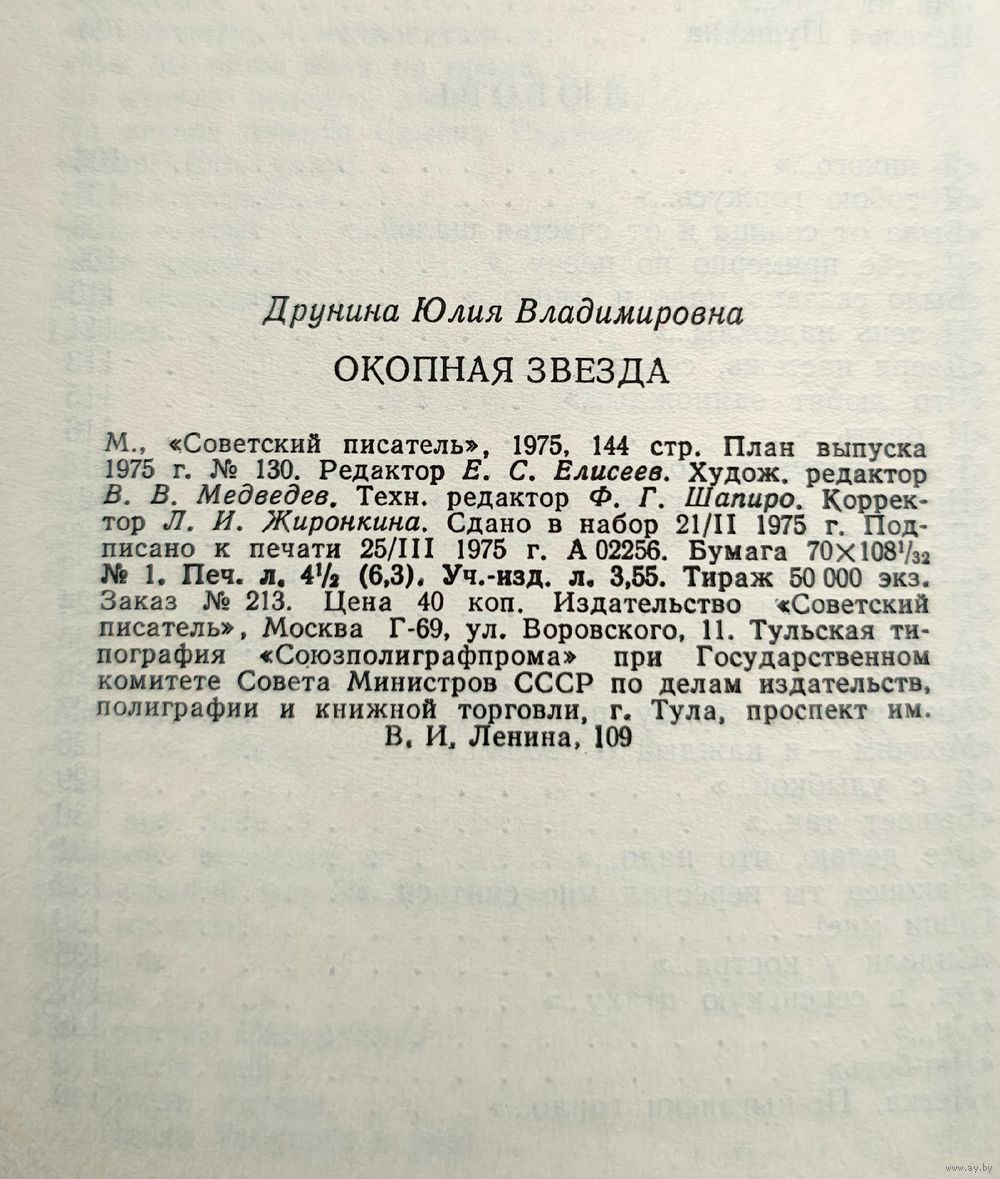 Друнина Юлия Владимировна
ОКОПНАЯ ЗВЕЗДА
М., «Советский писатель», 1975, 144 стр. План выпуска
1975 г. № 130. Редактор Е. С. Елисеев. Худож. редактор
В. В. Медведев. Техн. редактор Ф. Г. Шапиро. Коррек-
тор Л. И. Жиронкина. Сдано в набор 21/II 1975 г. Под-
писано к печати 25/III 1975 г. А 02256. Бумага 70×108¹/₃₂
№ 1. Печ. л. 4½ (6,3). Уч.-изд. л. 3,55. Тираж 50 000 экз.
Заказ № 213. Цена 40 коп. Издательство «Советский
писатель», Москва Г-69, ул. Воровского, 11. Тульская ти-
пография «Союзполиграфпрома» при Государственном
комитете Совета Министров СССР по делам издательств,
полиграфии и книжной торговли, г. Тула, проспект им.
В. И. Ленина, 109
www.ay.by